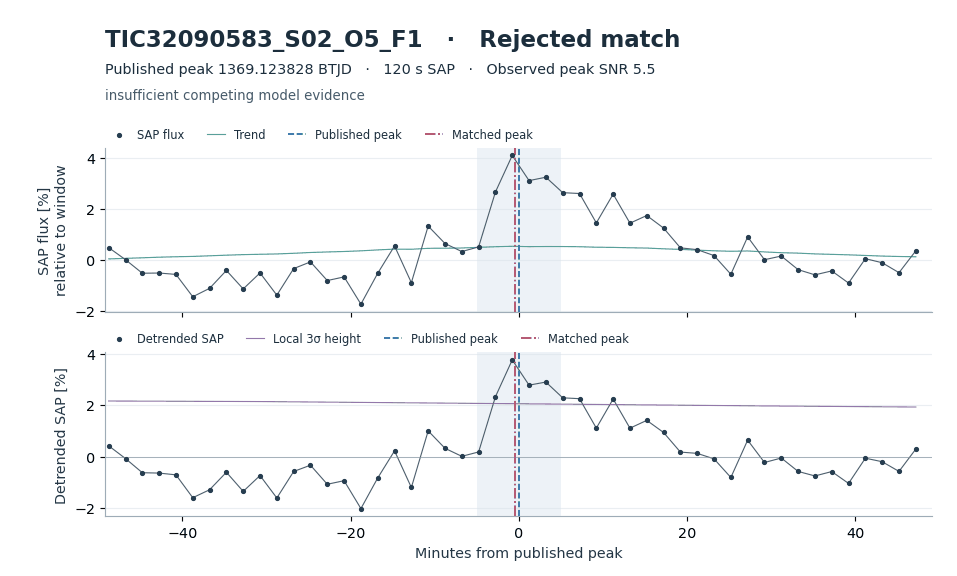 TIC32090583_S02_O5_F1 · Rejected match
Published peak 1369.123828 BTJD · 120 s SAP · Observed peak SNR 5.5
insufficient competing model evidence
SAP flux Trend Published peak Matched peak
SAP flux [%]
relative to window
4
2
0
−2
Detrended SAP Local 3σ height Published peak Matched peak
Detrended SAP [%]
4
2
0
−2
−40 −20 0 20 40
Minutes from published peak